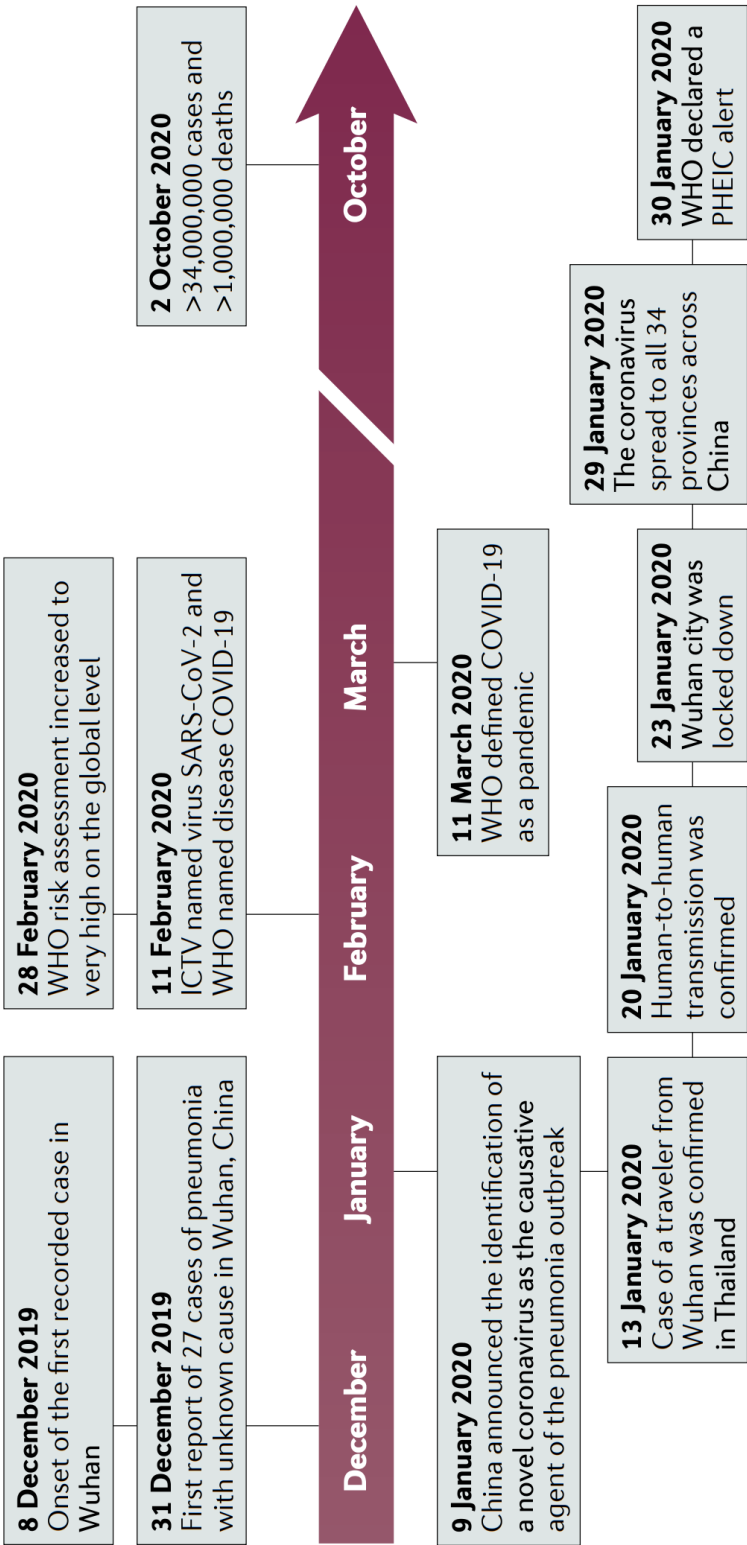 8 December 2019
Onset of the first recorded case in
Wuhan
31 December 2019
First report of 27 cases of pneumonia
with unknown cause in Wuhan, China
28 February 2020
WHO risk assessment increased to
very high on the global level
11 February 2020
ICTV named virus SARS-CoV-2 and
WHO named disease COVID-19
2 October 2020
>34,000,000 cases and
>1,000,000 deaths
December
January
February
March
October
9 January 2020
China announced the identification of
a novel coronavirus as the causative
agent of the pneumonia outbreak
11 March 2020
WHO defined COVID-19
as a pandemic
13 January 2020
Case of a traveler from
Wuhan was confirmed
in Thailand
20 January 2020
Human-to-human
transmission was
confirmed
23 January 2020
Wuhan city was
locked down
29 January 2020
The coronavirus
spread to all 34
provinces across
China
30 January 2020
WHO declared a
PHEIC alert